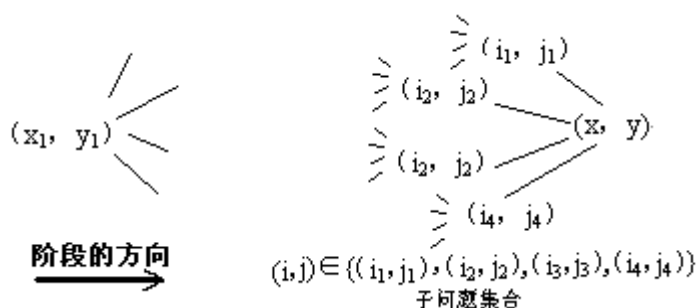 (i₁, j₁)
(i₂, j₂)
(x₁, y₁)
(x, y)
(i₂, j₂)
(i₄, j₄)
阶段的方向
(i,j)∈{(i₁,j₁),(i₂,j₂),(i₃,j₃),(i₄,j₄)}
子问题集合